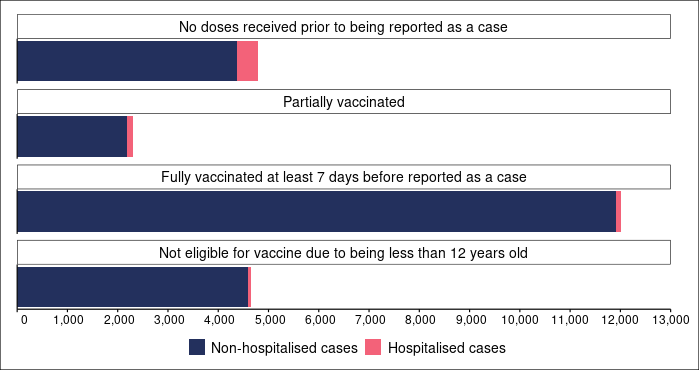 No doses received prior to being reported as a case
Partially vaccinated
Fully vaccinated at least 7 days before reported as a case
Not eligible for vaccine due to being less than 12 years old
0 1,000 2,000 3,000 4,000 5,000 6,000 7,000 8,000 9,000 10,000 11,000 12,000 13,000
Non-hospitalised cases Hospitalised cases